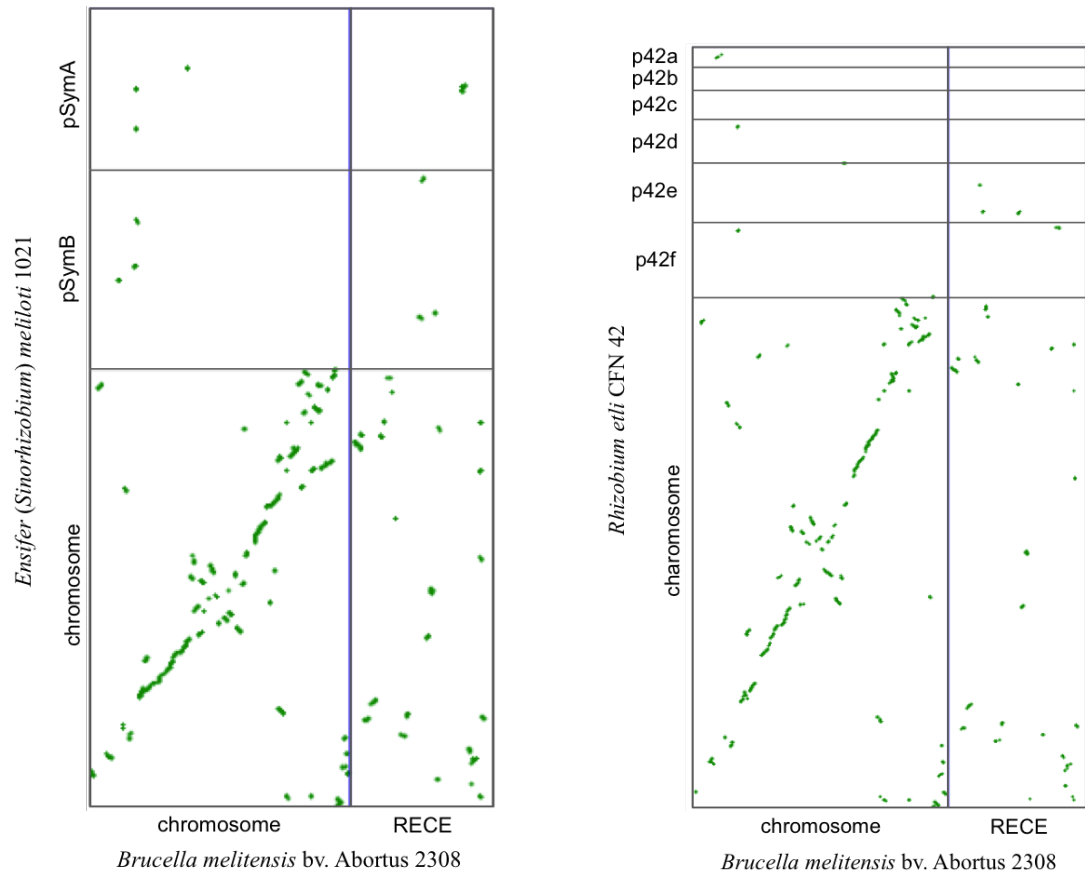 pSymA
pSymB
chromosome
Ensifer (Sinorhizobium) meliloti 1021
chromosome
RECE
Brucella melitensis bv. Abortus 2308
p42a
p42b
p42c
p42d
p42e
p42f
charomosome
Rhizobium etli CFN 42
chromosome
RECE
Brucella melitensis bv. Abortus 2308